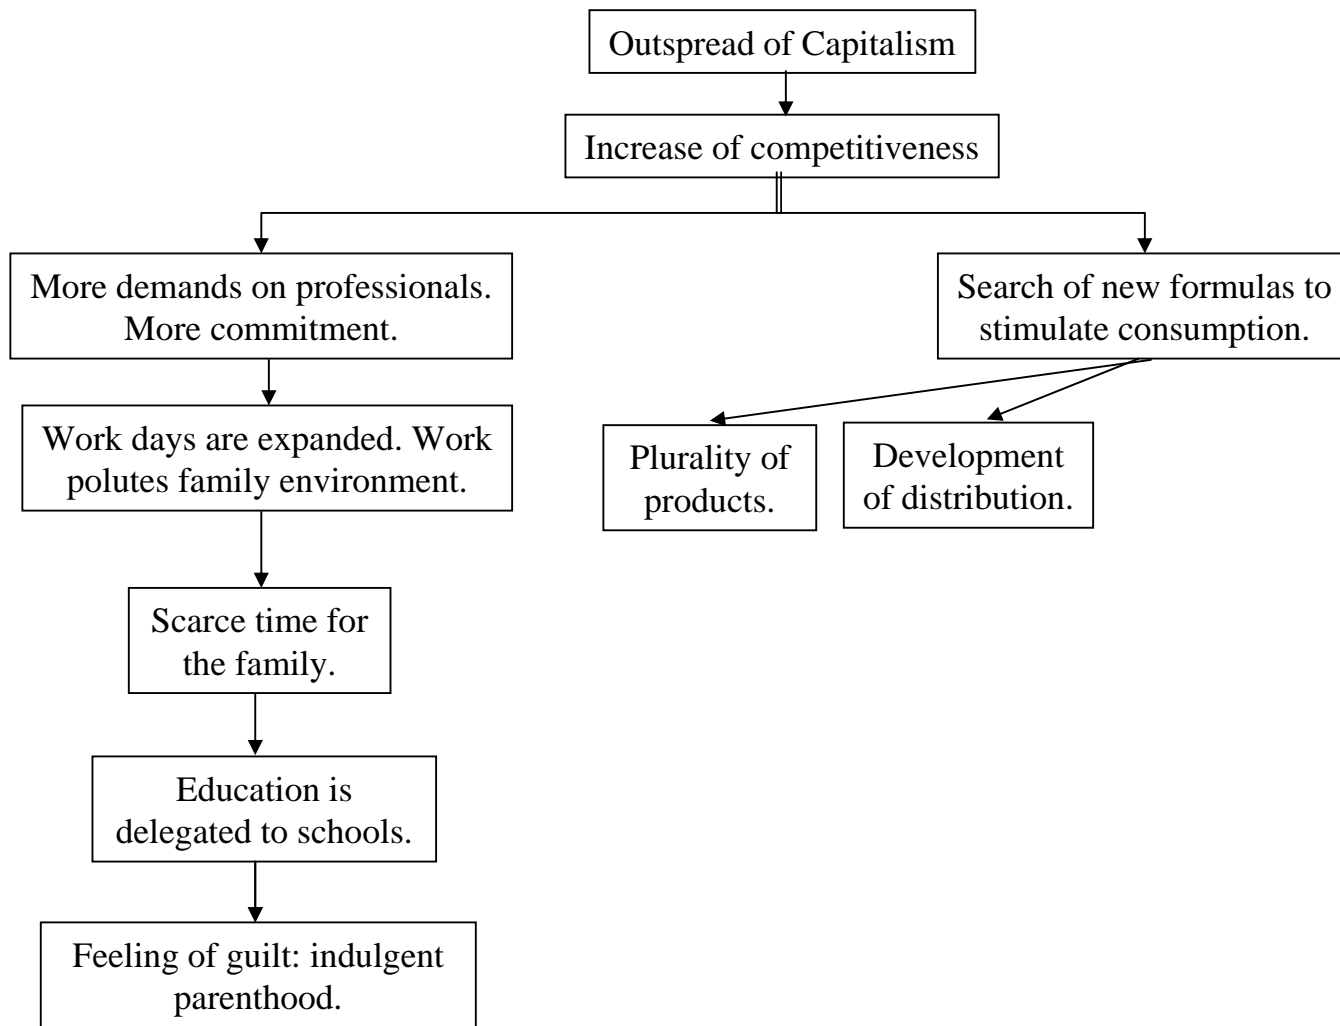 Outspread of Capitalism
Increase of competitiveness
More demands on professionals.
More commitment.
Search of new formulas to
stimulate consumption.
Work days are expanded. Work
polutes family environment.
Plurality of
products.
Development
of distribution.
Scarce time for
the family.
Education is
delegated to schools.
Feeling of guilt: indulgent
parenthood.